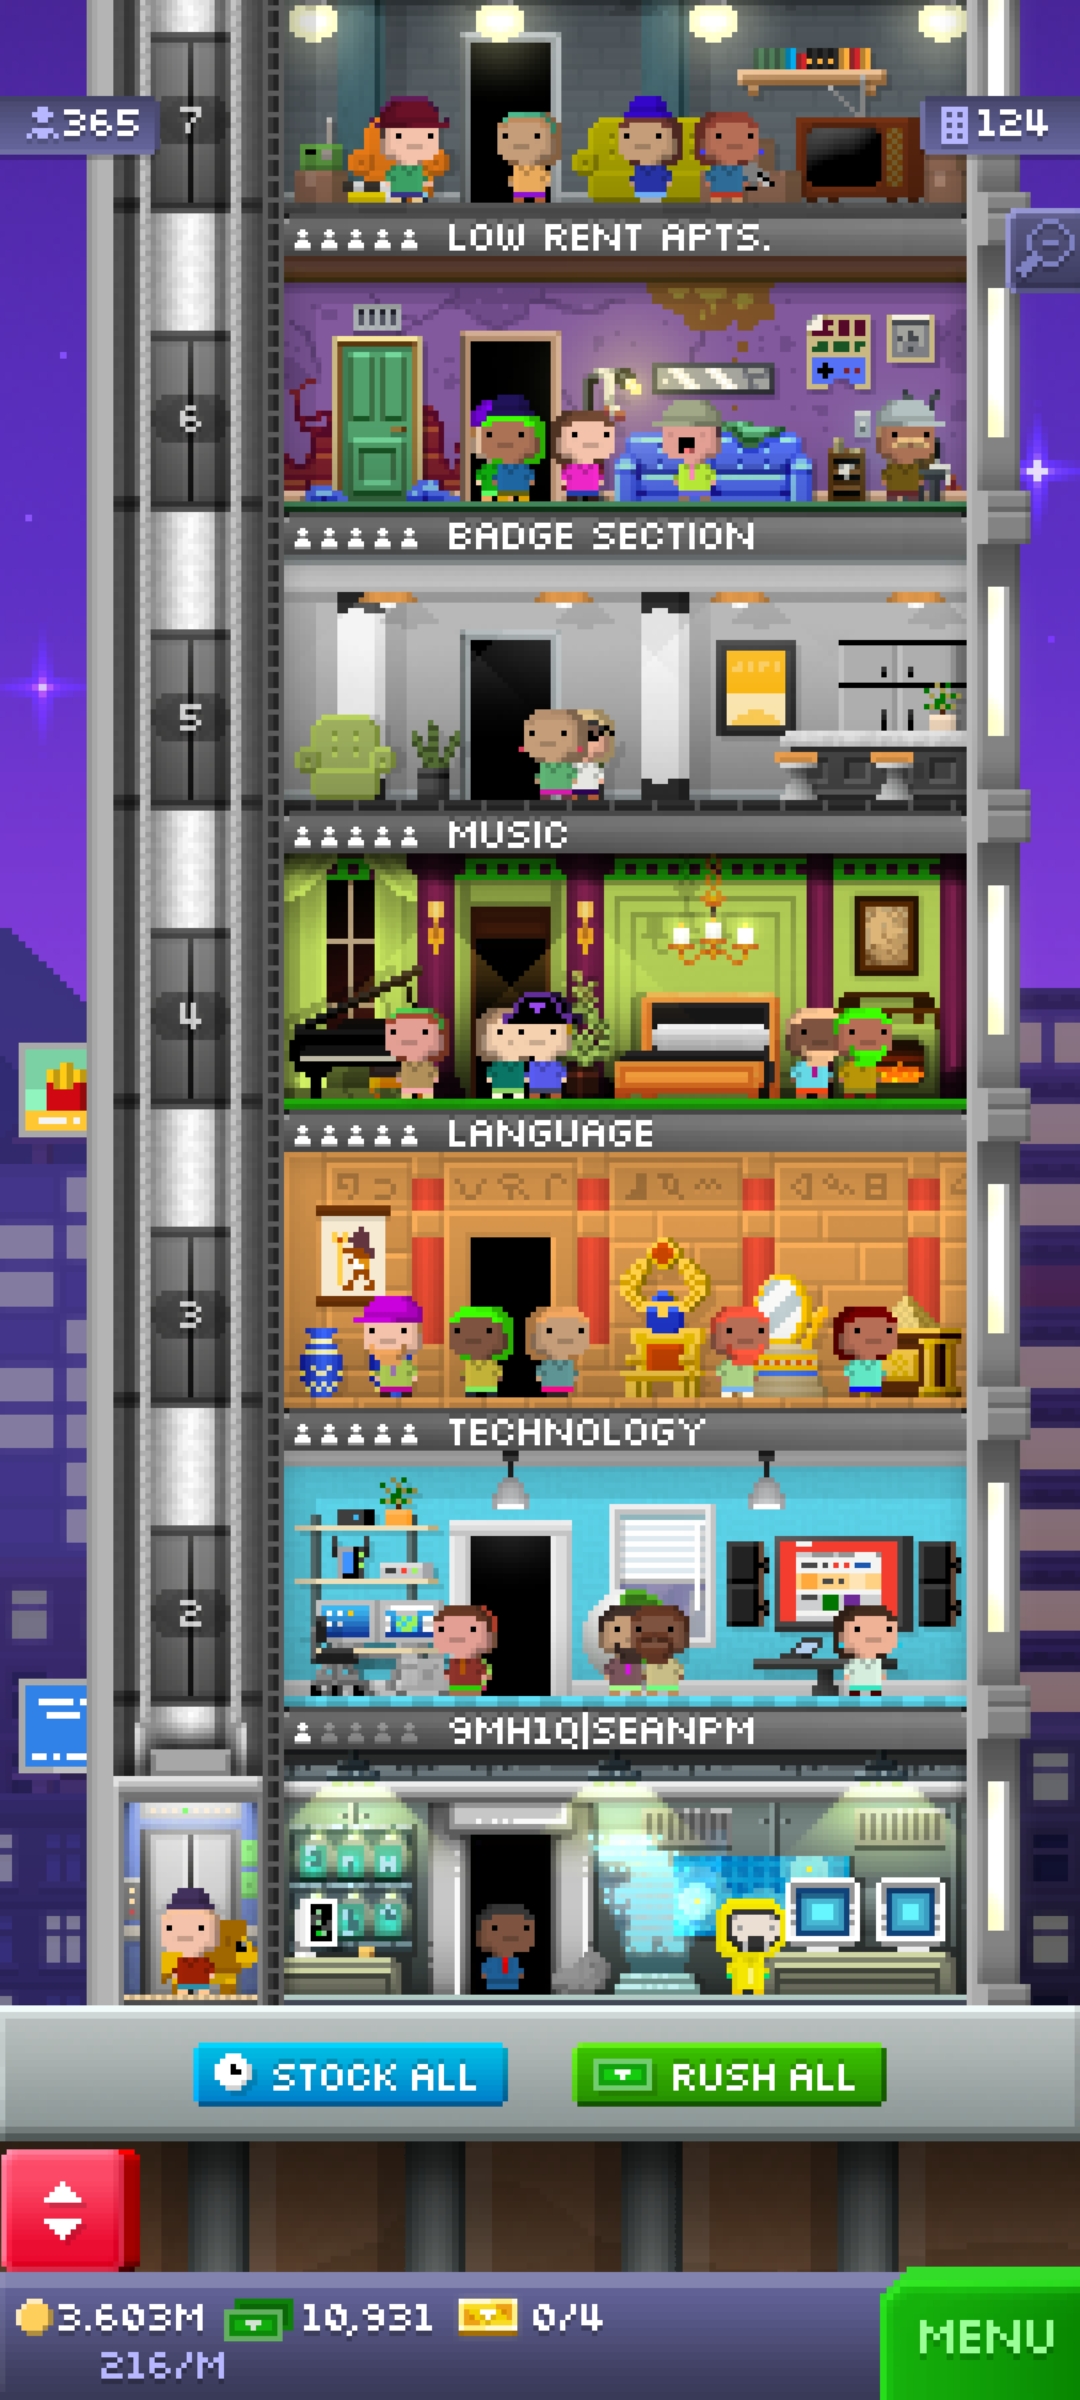 365
7
124
LOW RENT APTS.
6
BADGE SECTION
5
MUSIC
4
LANGUAGE
3
TECHNOLOGY
2
9MH1Q|SEANPM
STOCK ALL
RUSH ALL
3.603M
10,931
0/4
216/M
MENU